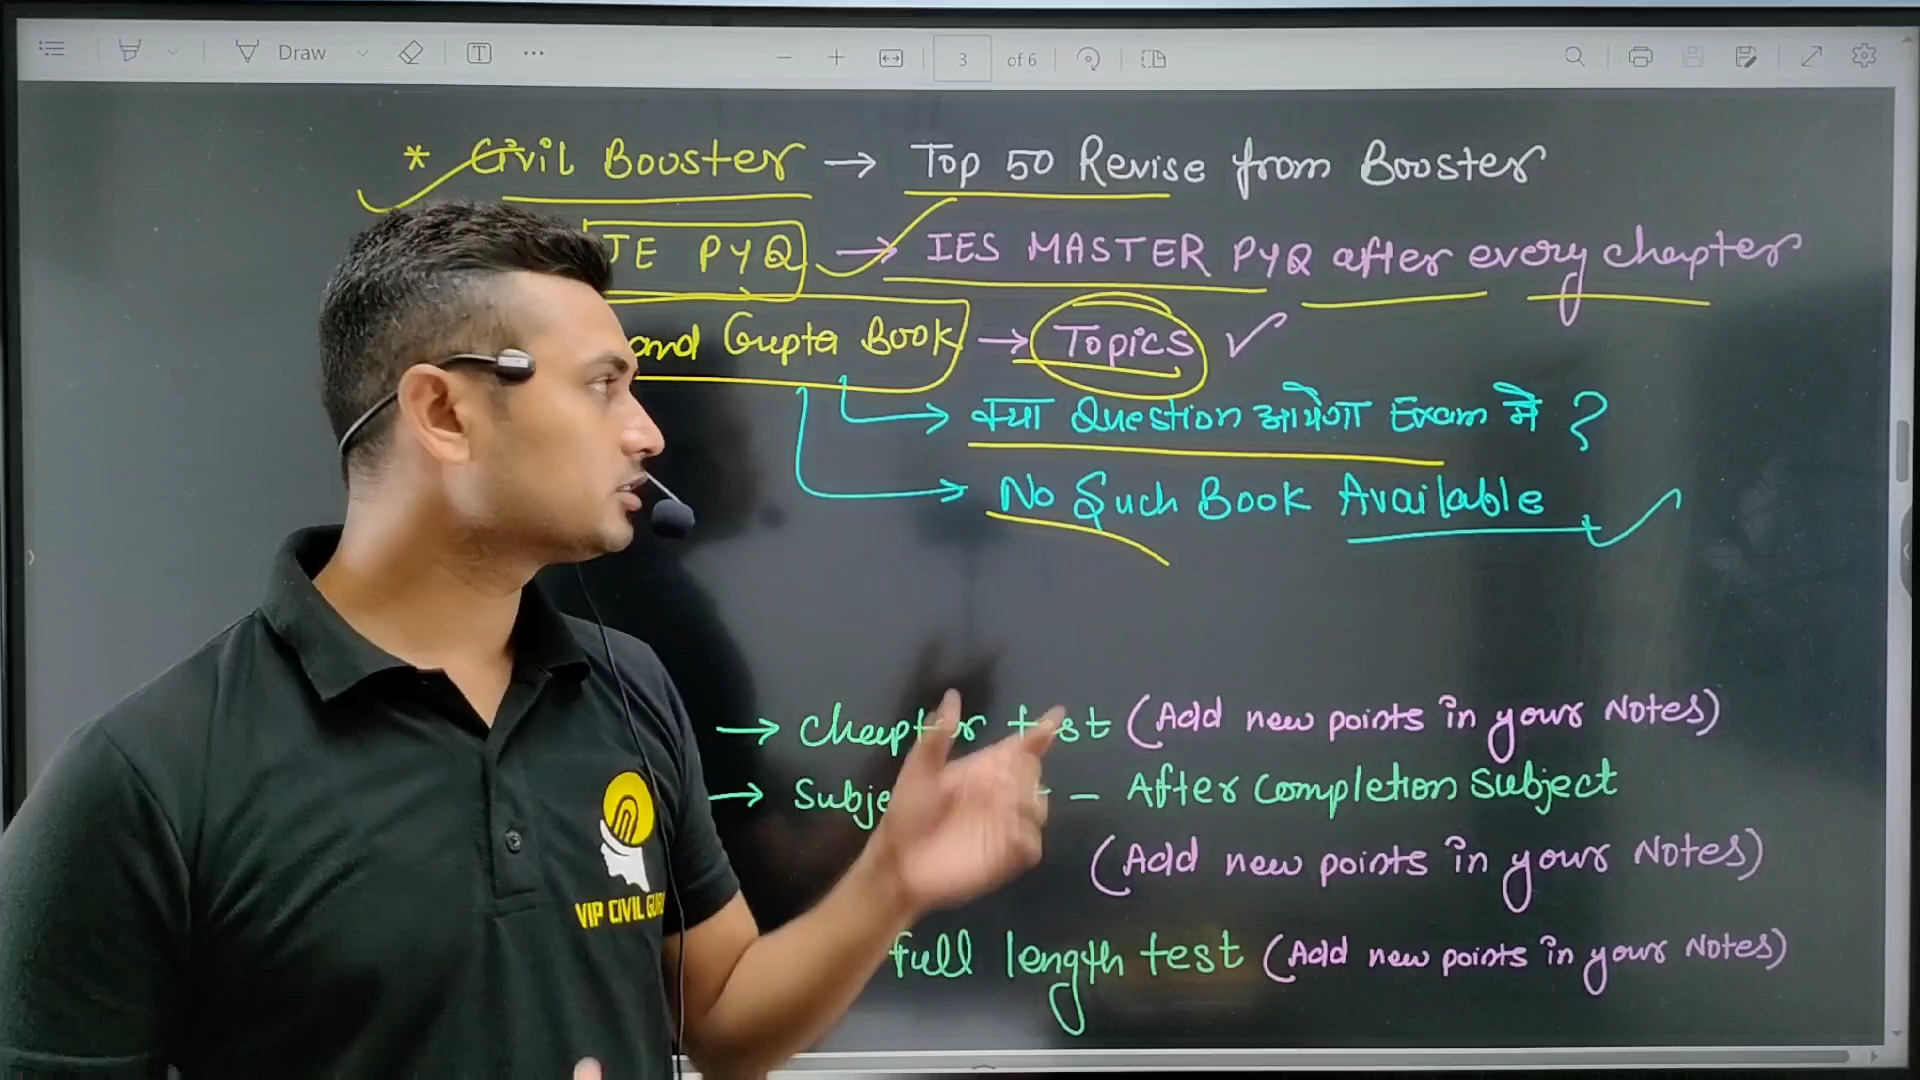 Draw
3 of 6
* Civil Booster → Top 50 Revise from Booster
JE PYQ → IES MASTER PYQ after every chapter
and Gupta Book → Topics ✓
→ क्या Question आयेगा Exam में ?
→ No Such Book Available
→ Chapter test (Add new points in your Notes)
→ - After completion subject
(Add new points in your Notes)
full length test (Add new points in your Notes)
VIP CIVIL